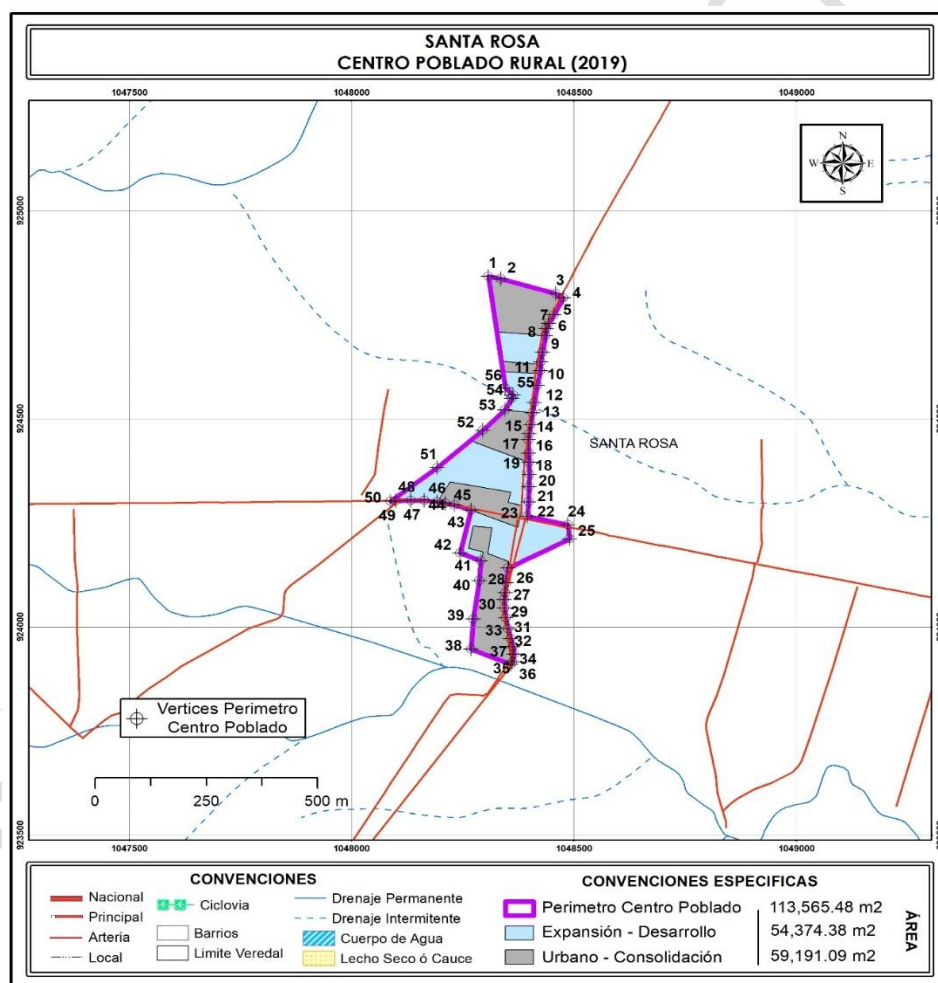 SANTA ROSA
CENTRO POBLADO RURAL (2019)
1047500 1048000 1048500 1049000
N
W E
S
925000
1 2
3 4
5
7
6
8
9
11
10
56
55
54
12
53
13
52
15 14
SANTA ROSA
17 16
19 18
51
20
48 46 45
21
50
44
22
23
24
49 47
43
25
42
41
28 26
40
27
30
29
39
33 31
32
38
37 34
35
36
924500
924000
923500
Vertices Perimetro
Centro Poblado
0 250 500 m
CONVENCIONES
Nacional
Principal
Arteria
Local
Ciclovia
Barrios
Limite Veredal
Drenaje Permanente
Drenaje Intermitente
Cuerpo de Agua
Lecho Seco ó Cauce
CONVENCIONES ESPECIFICAS
Perimetro Centro Poblado 113,565.48 m2
Expansión - Desarrollo 54,374.38 m2
Urbano - Consolidación 59,191.09 m2
ÁREA